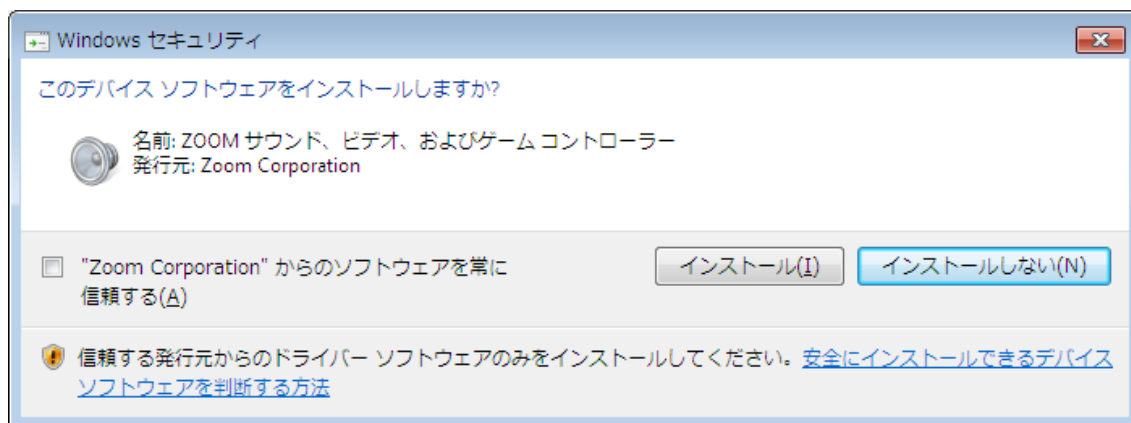 Windows セキュリティ
このデバイス ソフトウェアをインストールしますか?
名前: ZOOM サウンド、ビデオ、およびゲーム コントローラー
発行元: Zoom Corporation
"Zoom Corporation" からのソフトウェアを常に
信頼する(A)
インストール(I)
インストールしない(N)
信頼する発行元からのドライバー ソフトウェアのみをインストールしてください。安全にインストールできるデバイス
ソフトウェアを判断する方法